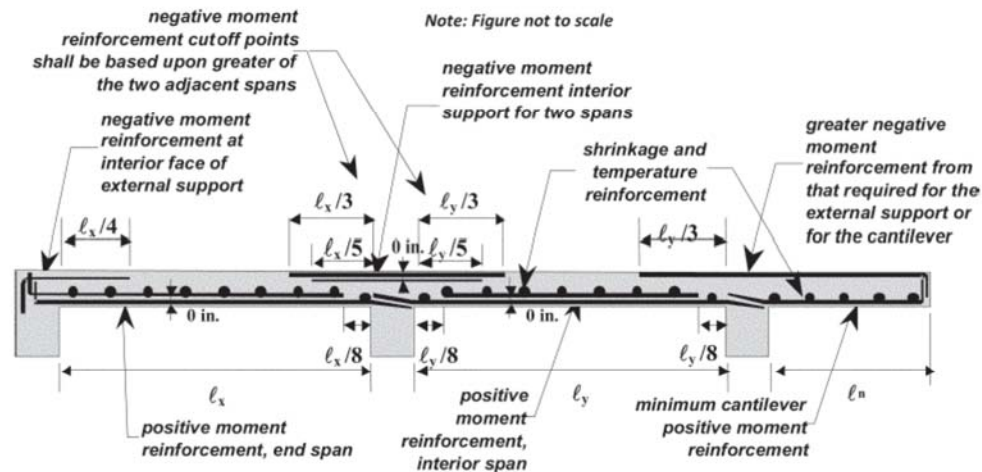 negative moment
reinforcement cutoff points
shall be based upon greater of
the two adjacent spans
Note: Figure not to scale
negative moment
reinforcement interior
support for two spans
negative moment
reinforcement at
interior face of
external support
shrinkage and
temperature
reinforcement
greater negative
moment
reinforcement from
that required for the
external support or
for the cantilever
ℓx/4
ℓx/3
ℓy/3
ℓx/5
0 in.
ℓy/5
ℓy/3
0 in.
0 in.
ℓx/8
ℓy/8
ℓy/8
ℓx
ℓy
ℓn
positive moment
reinforcement, end span
positive
moment
reinforcement,
interior span
minimum cantilever
positive moment
reinforcement